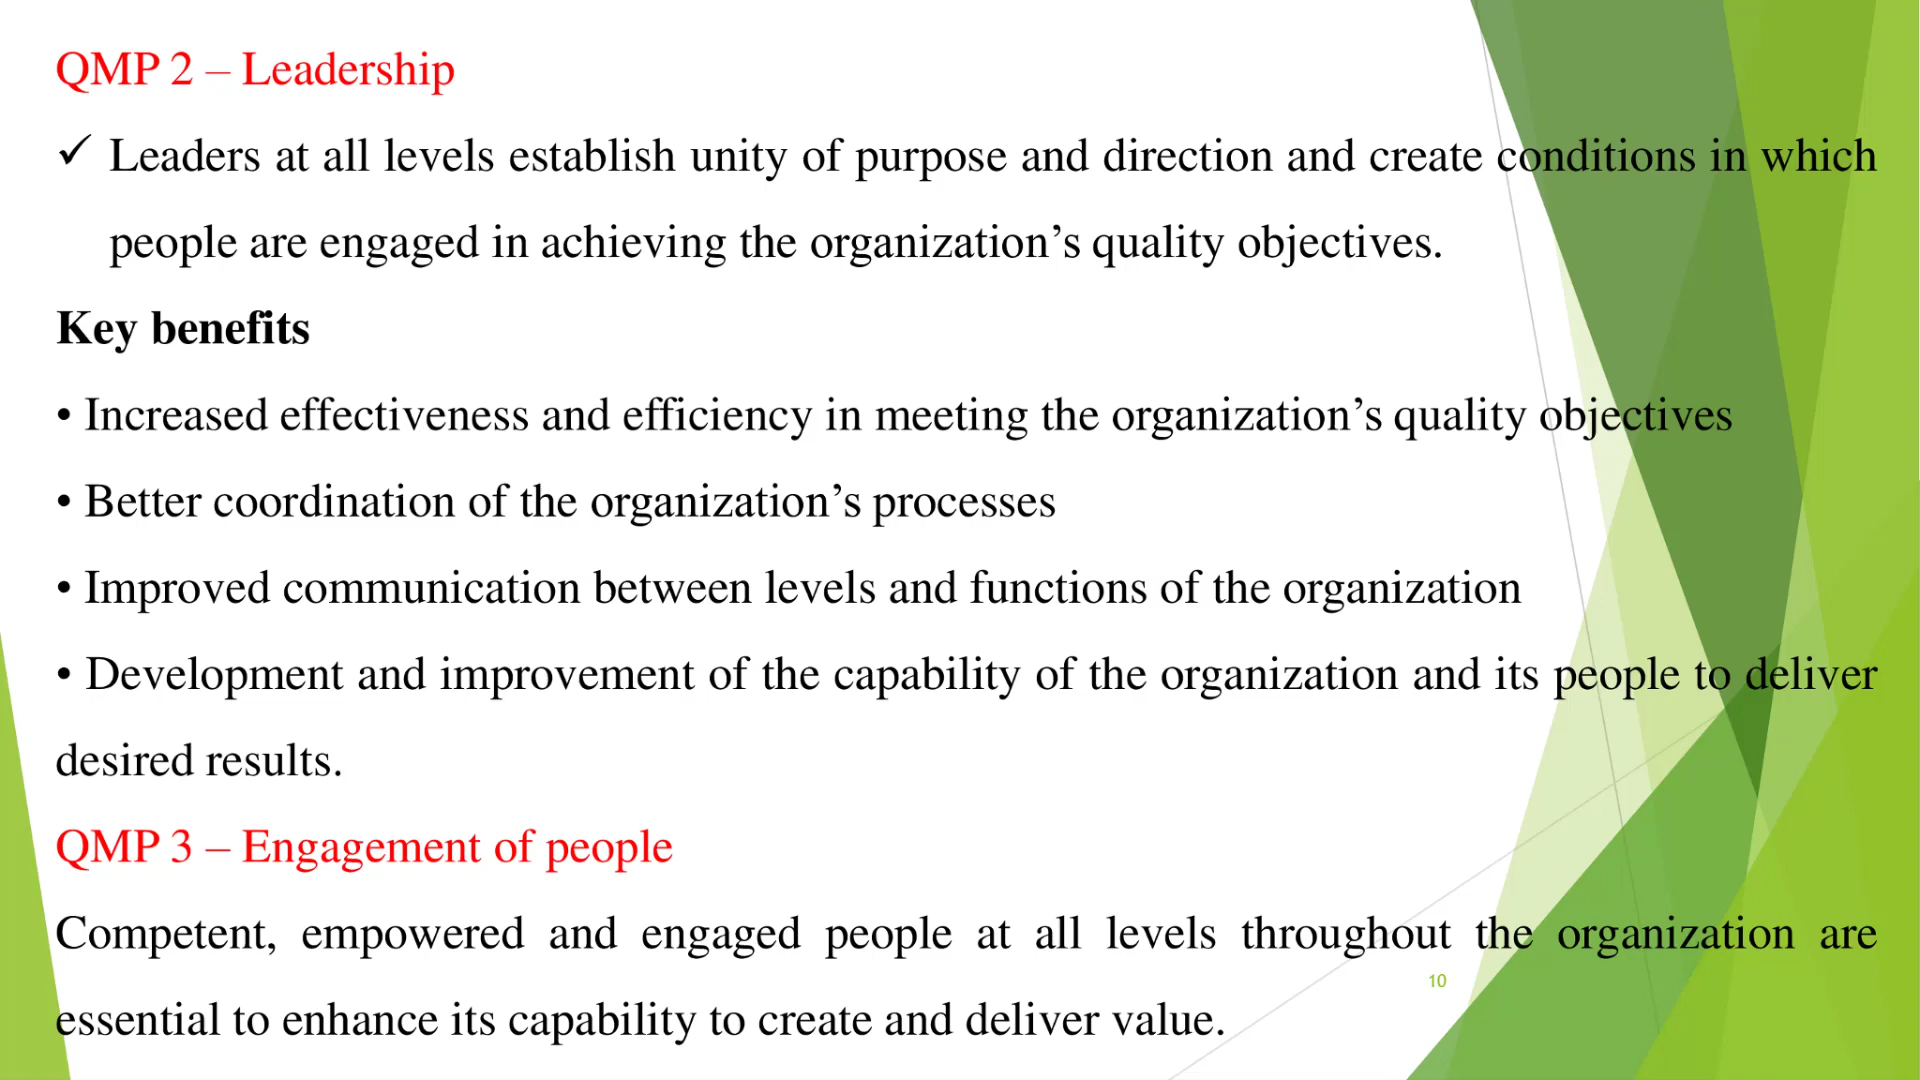 QMP 2 – Leadership
✓ Leaders at all levels establish unity of purpose and direction and create conditions in which
people are engaged in achieving the organization’s quality objectives.
Key benefits
• Increased effectiveness and efficiency in meeting the organization’s quality objectives
• Better coordination of the organization’s processes
• Improved communication between levels and functions of the organization
• Development and improvement of the capability of the organization and its people to deliver
desired results.
QMP 3 – Engagement of people
Competent, empowered and engaged people at all levels throughout the organization are
essential to enhance its capability to create and deliver value.
10